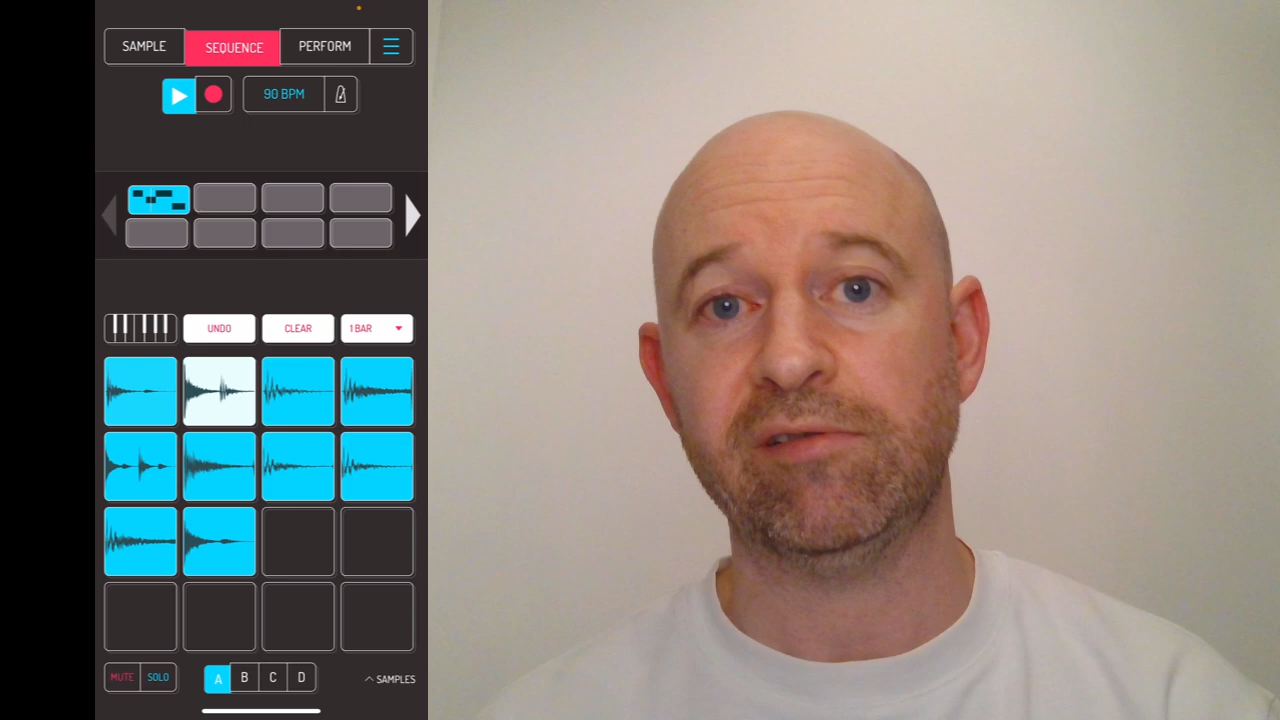 SAMPLE SEQUENCE PERFORM
90 BPM
UNDO CLEAR 1 BAR
MUTE SOLO A B C D SAMPLES